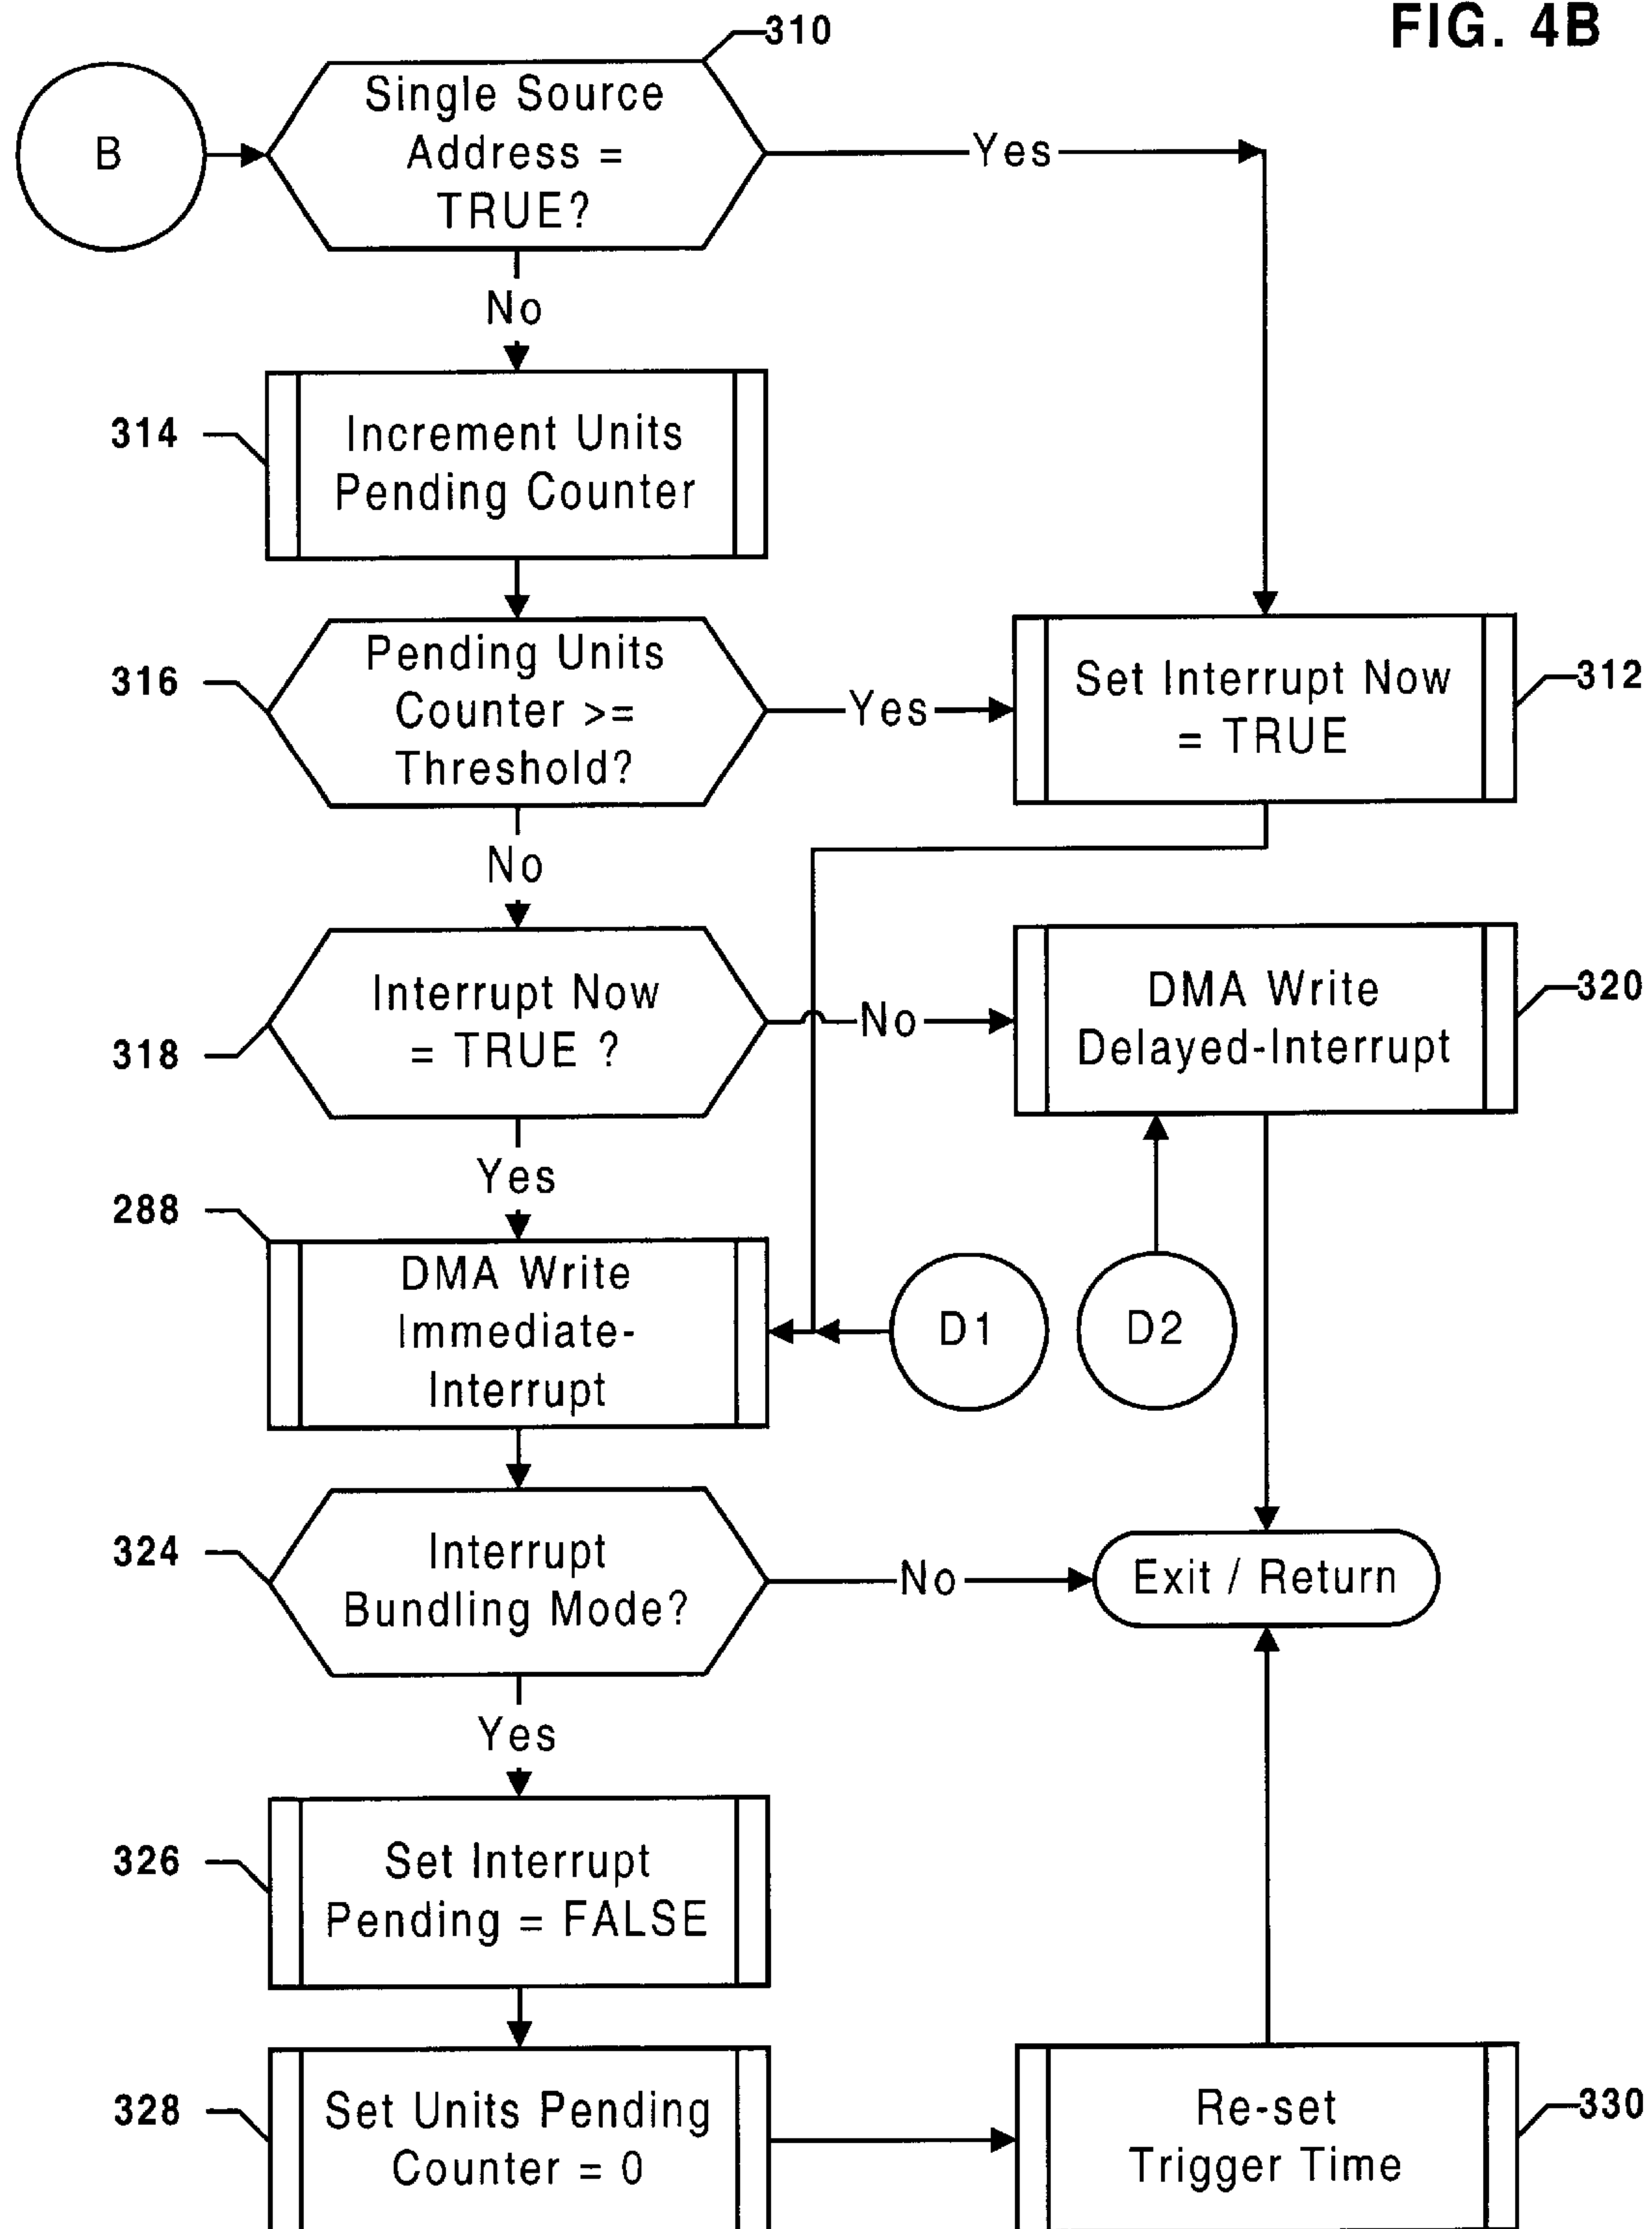 FIG. 4B
310
B
Single Source
Address =
TRUE?
Yes
No
314
Increment Units
Pending Counter
316
Pending Units
Counter >=
Threshold?
Yes
Set Interrupt Now
= TRUE
312
No
318
Interrupt Now
= TRUE ?
No
DMA Write
Delayed-Interrupt
320
Yes
288
DMA Write
Immediate-
Interrupt
D1
D2
324
Interrupt
Bundling Mode?
No
Exit / Return
Yes
326
Set Interrupt
Pending = FALSE
328
Set Units Pending
Counter = 0
Re-set
Trigger Time
330